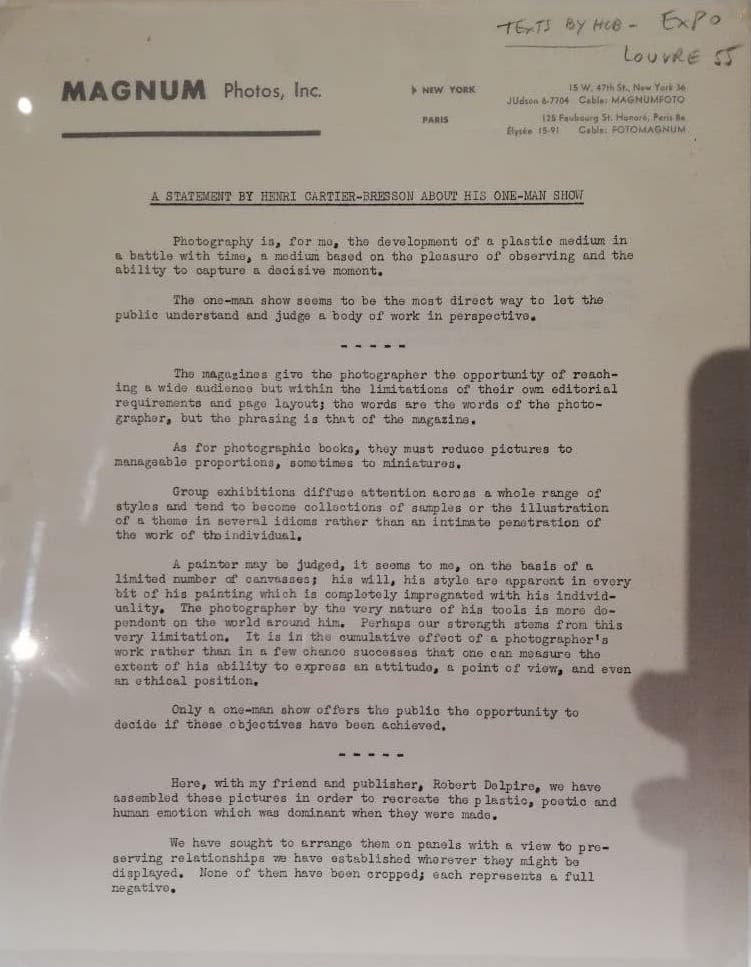 TEXTS BY HCB - EXPO
LOUVRE 55
MAGNUM Photos, Inc.
NEW YORK
15 W. 47th St., New York 36
JUdson 6-7704 Cable: MAGNUMFOTO
PARIS
125 Faubourg St. Honoré, Paris 8e
Élysée 15-91 Cable: FOTOMAGNUM
A STATEMENT BY HENRI CARTIER-BRESSON ABOUT HIS ONE-MAN SHOW
Photography is, for me, the development of a plastic medium in
a battle with time, a medium based on the pleasure of observing and the
ability to capture a decisive moment.
The one-man show seems to be the most direct way to let the
public understand and judge a body of work in perspective.
- - - - -
The magazines give the photographer the opportunity of reach-
ing a wide audience but within the limitations of their own editorial
requirements and page layout; the words are the words of the photo-
grapher, but the phrasing is that of the magazine.
As for photographic books, they must reduce pictures to
manageable proportions, sometimes to miniatures.
Group exhibitions diffuse attention across a whole range of
styles and tend to become collections of samples or the illustration
of a theme in several idioms rather than an intimate penetration of
the work of the individual.
A painter may be judged, it seems to me, on the basis of a
limited number of canvasses; his will, his style are apparent in every
bit of his painting which is completely impregnated with his individ-
uality. The photographer by the very nature of his tools is more de-
pendent on the world around him. Perhaps our strength stems from this
very limitation. It is in the cumulative effect of a photographer's
work rather than in a few chance successes that one can measure the
extent of his ability to express an attitude, a point of view, and even
an ethical position.
Only a one-man show offers the public the opportunity to
decide if these objectives have been achieved.
- - - - -
Here, with my friend and publisher, Robert Delpire, we have
assembled these pictures in order to recreate the plastic, poetic and
human emotion which was dominant when they were made.
We have sought to arrange them on panels with a view to pre-
serving relationships we have established wherever they might be
displayed. None of them have been cropped; each represents a full
negative.